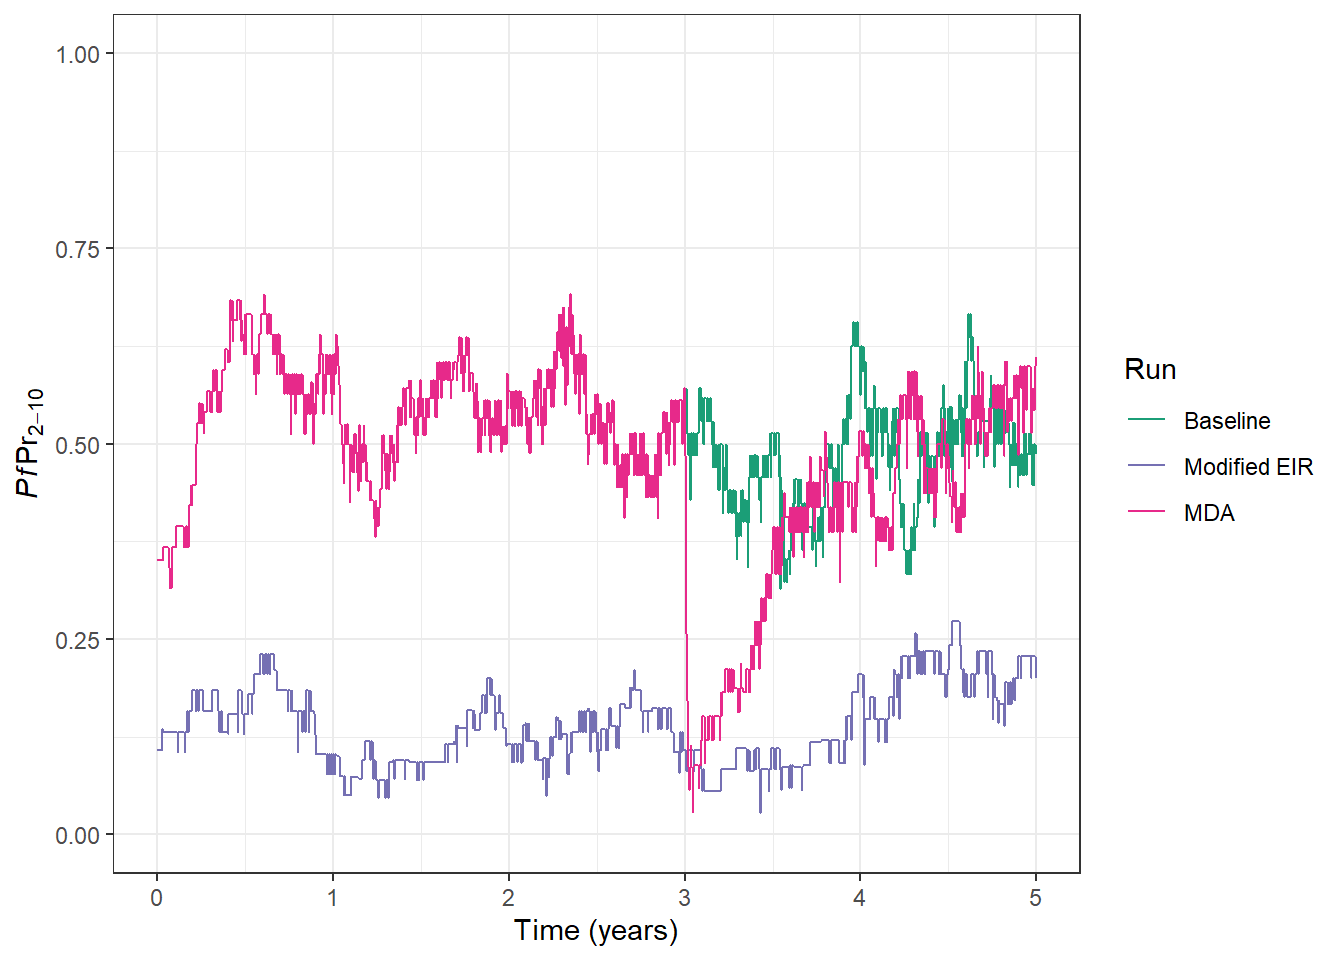 1.00
0.75
0.50
0.25
0.00
PfPr2−10
0 1 2 3 4 5
Time (years)
Run
Baseline
Modified EIR
MDA